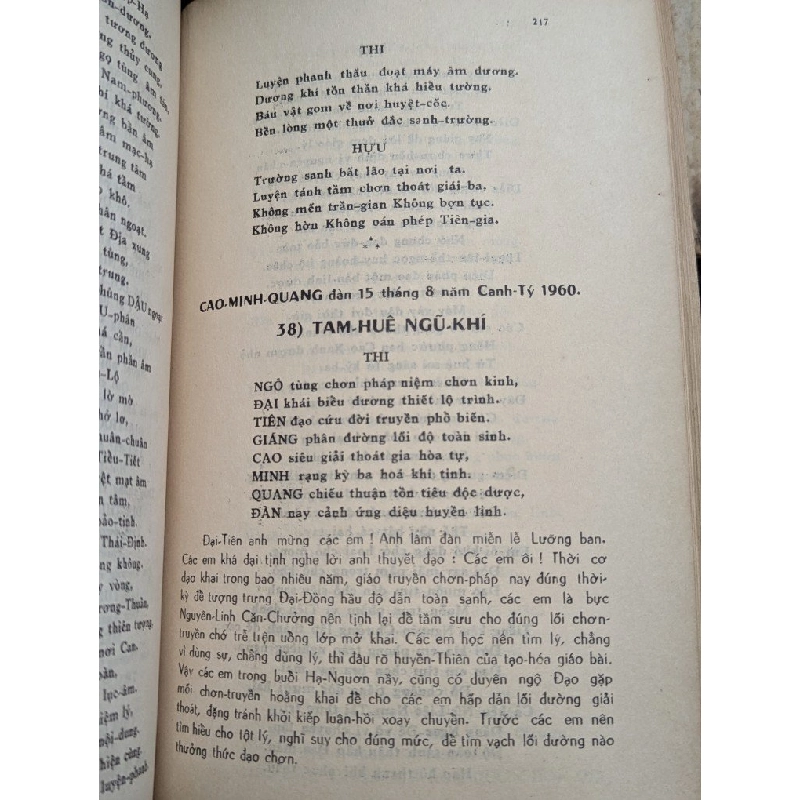 217
THI
Luyện phanh thấu đoạt máy âm dương.
Dương khí tồn thần khá hiểu tường.
Báu vật gom về nơi huyệt-cốc.
Bền lòng một thuở đắc sanh-trường.
HỰU
Trường sanh bất lão tại nơi ta.
Luyện tánh tầm chơn thoát giái ba,
Không mến trần-gian Không bợn tục.
Không hờn Không oán phép Tiên-gia.
CAO-MINH-QUANG đàn 15 tháng 8 năm Canh-Tý 1960.
38) TAM-HUÊ NGŨ-KHÍ
THI
NGÔ tùng chơn pháp niệm chơn kinh,
ĐẠI khái biểu dương thiết lộ trình.
TIÊN đạo cứu đời truyền phổ biến.
GIÁNG phân đường lối độ toàn sinh.
CAO siêu giải thoát gia hòa tự,
MINH rạng kỳ ba hoá khi tịnh.
QUANG chiếu thuận tồn tiêu độc dược,
ĐÀN nay cảnh ứng diệu huyền linh.
Đại-Tiên anh mừng các em ! Anh lâm đàn miễn lễ Lưỡng ban.
Các em khá đại tịnh nghe lời anh thuyết đạo : Các em ôi ! Thời cơ
đạo khai trong bao nhiêu năm, giáo truyền chơn-pháp nay đúng thời-
kỳ để tượng trưng Đại-Đồng hầu độ dẫn toàn sanh, các em là bực
Nguyên-Linh Căn-Chưởng nên tịnh lại để tầm sưu cho đúng lối chơn-
truyền chớ trễ trện uổng lớp mở khai. Các em học nên tìm lý, chẳng
vì dùng sự, chẳng dùng lý, thì đâu rõ huyền-Thiên của tạo-hóa giáo bài.
Vậy các em trong buổi Hạ-Ngươn nầy, cũng có duyên ngộ Đạo gặp
mối chơn-truyền hoằng khai để cho các em hấp dẫn lối đường giải
thoát, đặng tránh khỏi kiếp luân-hồi xoay chuyển. Trước các em nên
tìm hiểu cho tột lý, nghĩ suy cho đúng mức, để tìm vạch lối đường nào
thưởng thức đạo chơn.